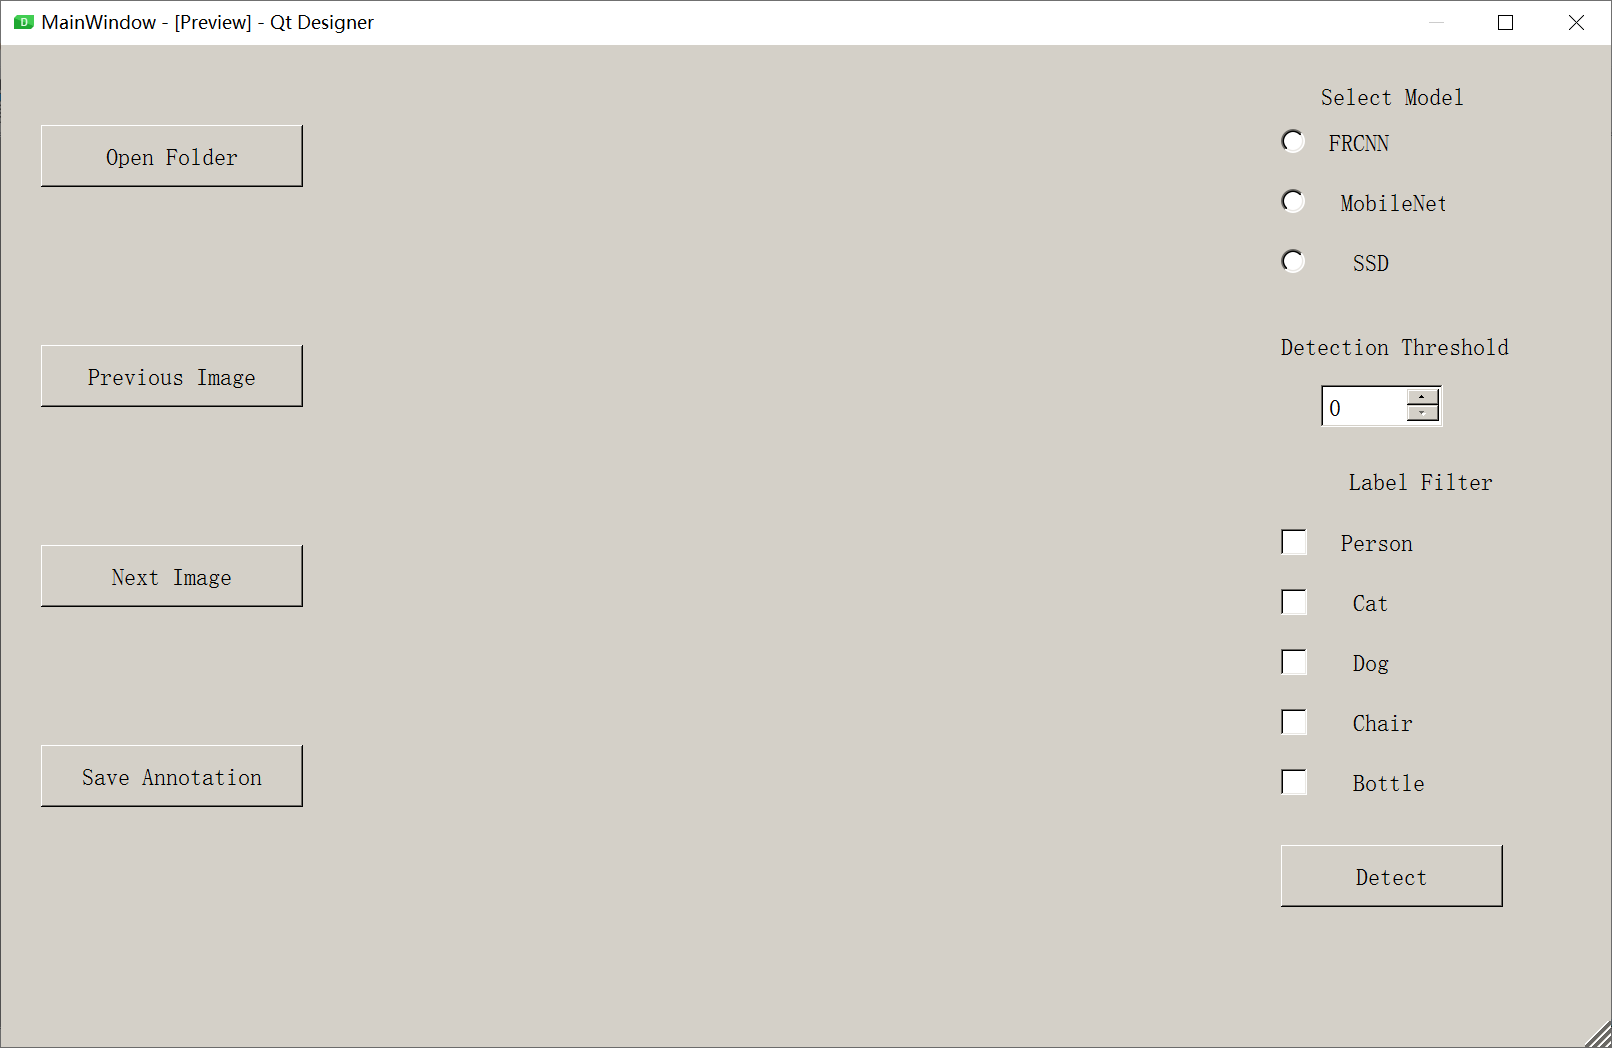 MainWindow - [Preview] - Qt Designer
Open Folder
Previous Image
Next Image
Save Annotation
Select Model
FRCNN
MobileNet
SSD
Detection Threshold
0
Label Filter
Person
Cat
Dog
Chair
Bottle
Detect